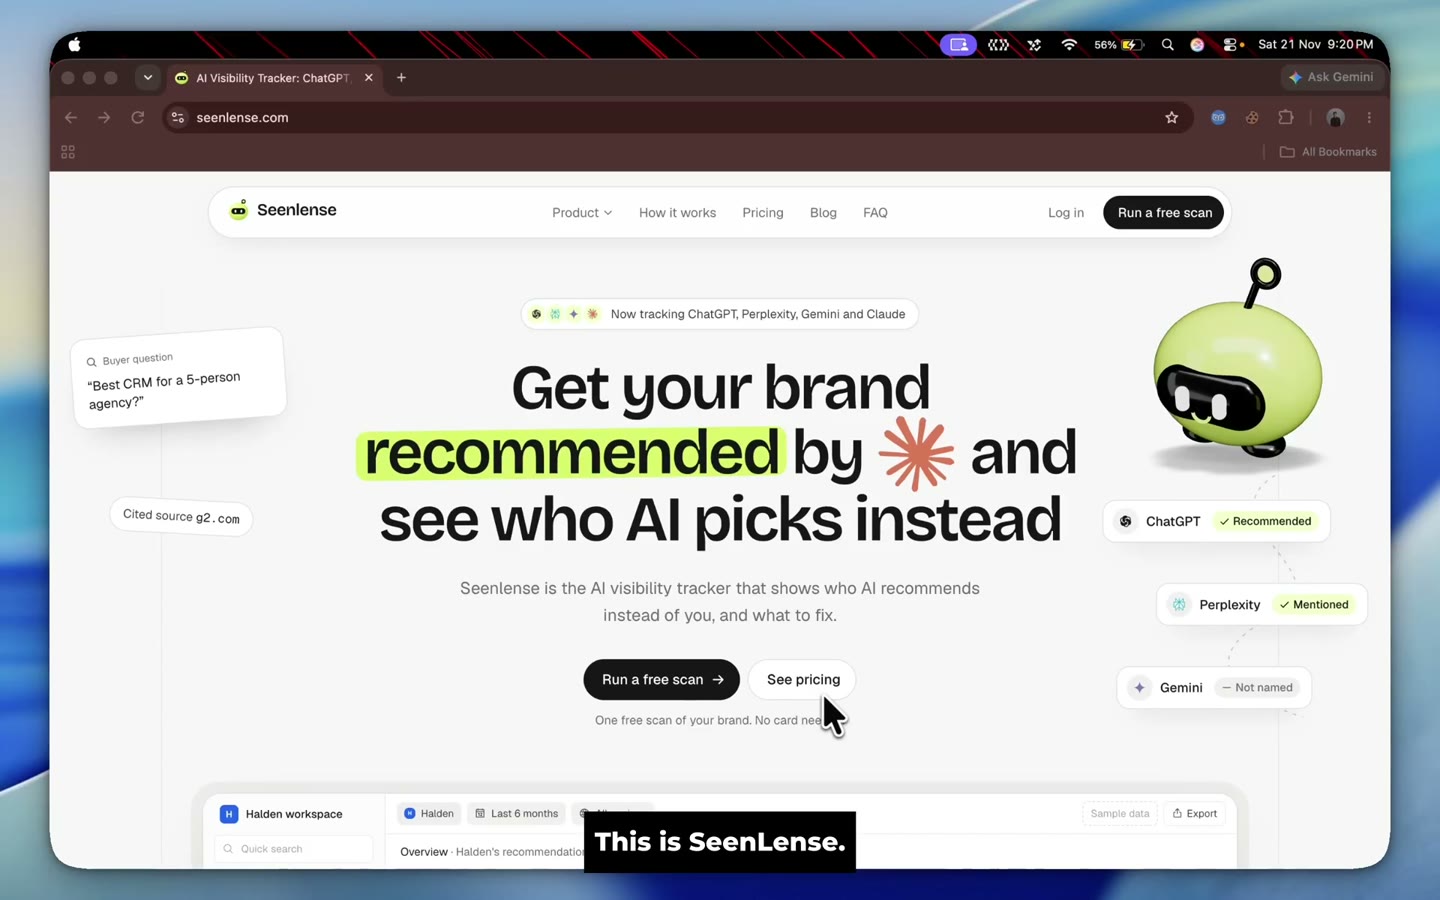 56%
Sat 21 Nov 9:20 PM
AI Visibility Tracker: ChatGPT,
Ask Gemini
seenlense.com
All Bookmarks
Seenlense
Product
How it works
Pricing
Blog
FAQ
Log in
Run a free scan
Now tracking ChatGPT, Perplexity, Gemini and Claude
Buyer question
“Best CRM for a 5-person
agency?”
Get your brand
recommended by and
see who AI picks instead
Cited source g2.com
ChatGPT
Recommended
Seenlense is the AI visibility tracker that shows who AI recommends
instead of you, and what to fix.
Perplexity
Mentioned
Run a free scan →
See pricing
Gemini
Not named
One free scan of your brand. No card
H Halden workspace
H Halden
Last 6 months
Sample data
Export
Quick search
Overview · Halden's
This is SeenLense.